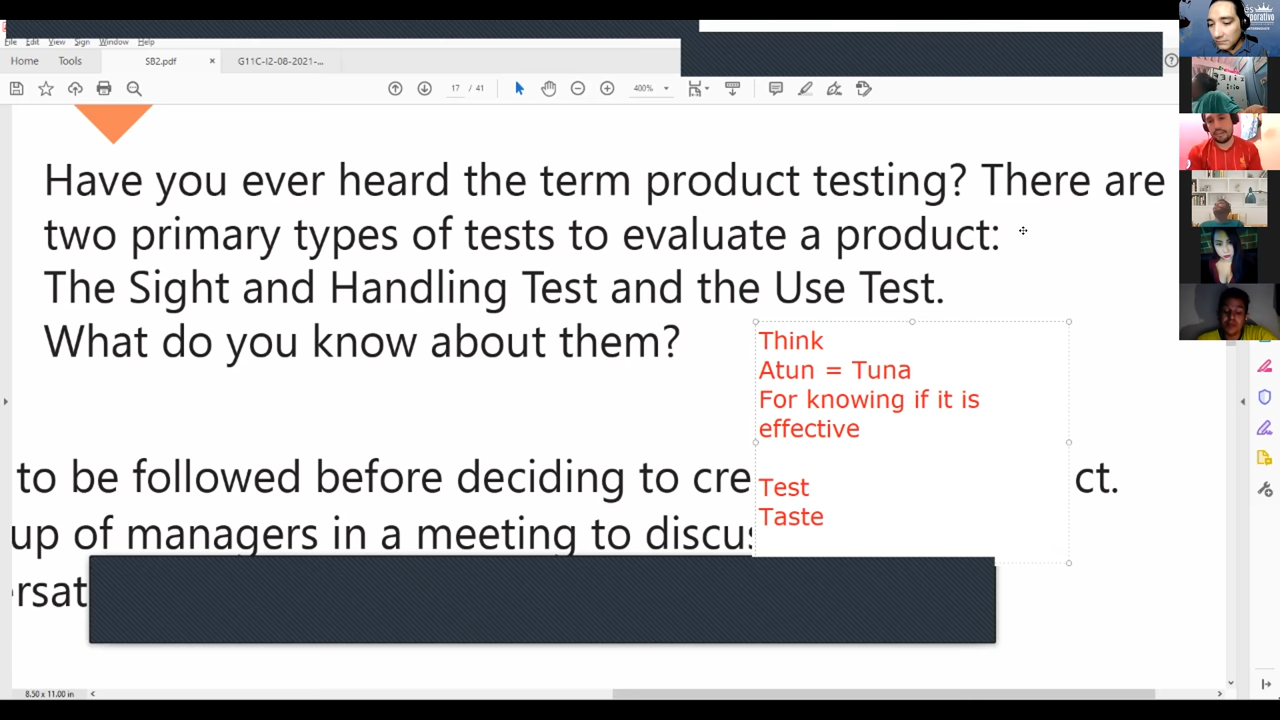 File Edit View Sign Window Help
Home Tools SB2.pdf × G11C-I2-08-2021-...
17 / 41 400%
Have you ever heard the term product testing? There are
two primary types of tests to evaluate a product:
The Sight and Handling Test and the Use Test.
What do you know about them?
Think
Atun = Tuna
For knowing if it is
effective
Test
Taste
to be followed before deciding to cre ct.
up of managers in a meeting to discus
rsat
8.50 x 11.00 in